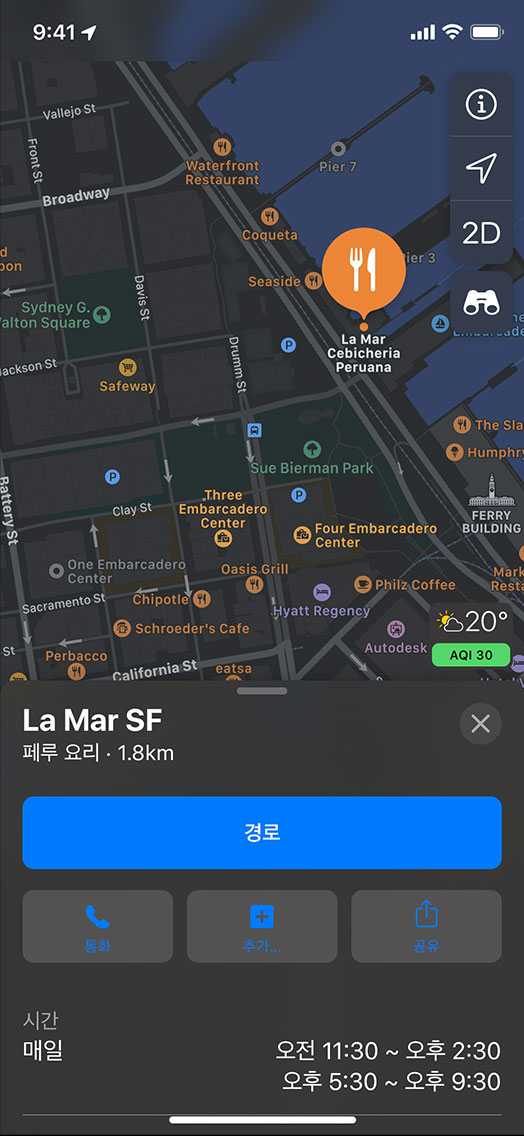 9:41
Vallejo St
Front St
Waterfront
Restaurant
Pier 7
Broadway
Coqueta
2D
Seaside
Davis St
Sydney G.
Walton Square
La Mar
Cebicheria
Peruana
Jackson St
P
Drumm St
Safeway
The Sla
Humphry
Sue Bierman Park
P
P
Battery St
Three
Embarcadero
Center
Clay St
FERRY
BUILDING
Four Embarcadero
Center
One Embarcadero
Center
Oasis Grill
Chipotle
Philz Coffee
Sacramento St
Hyatt Regency
20°
Schroeder's Cafe
Autodesk
AQI 30
St
Perbacco
California St
eatsa
La Mar SF
페루 요리 · 1.8km
경로
통화
추가...
공유
시간
매일
오전 11:30 ~ 오후 2:30
오후 5:30 ~ 오후 9:30